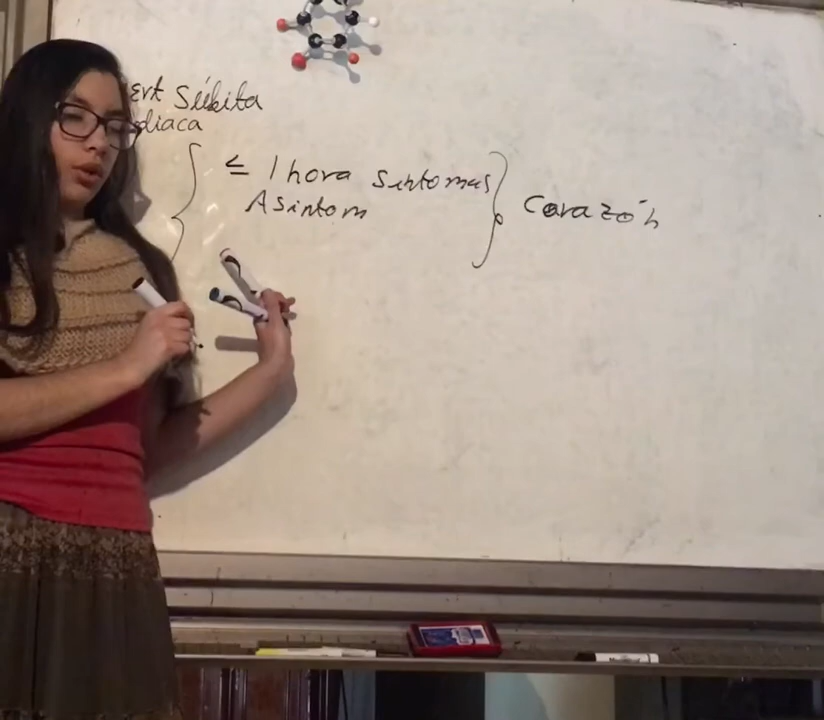 ert Súbita
diaca
≤ 1 hora Sintomas
Asintom
Corazón